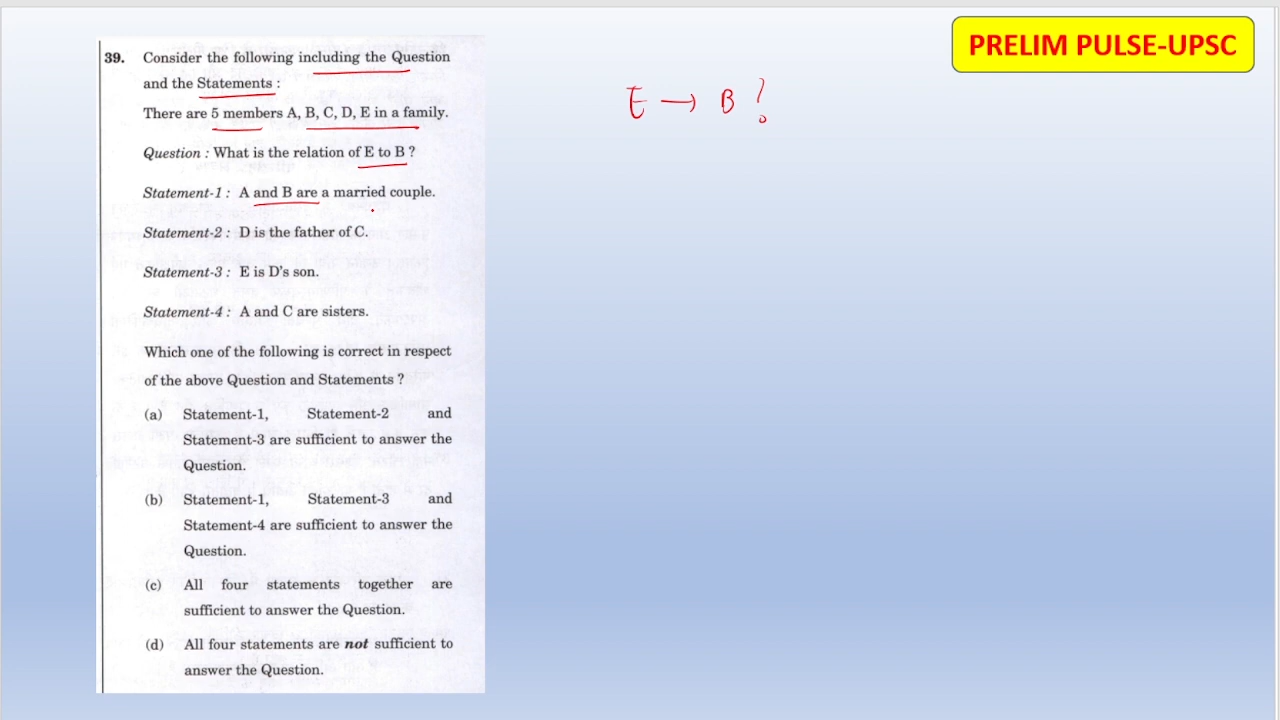 PRELIM PULSE-UPSC
39. Consider the following including the Question
and the Statements :
There are 5 members A, B, C, D, E in a family.
Question : What is the relation of E to B ?
Statement-1 : A and B are a married couple.
Statement-2 : D is the father of C.
Statement-3 : E is D's son.
Statement-4 : A and C are sisters.
Which one of the following is correct in respect
of the above Question and Statements ?
(a) Statement-1, Statement-2 and
Statement-3 are sufficient to answer the
Question.
(b) Statement-1, Statement-3 and
Statement-4 are sufficient to answer the
Question.
(c) All four statements together are
sufficient to answer the Question.
(d) All four statements are not sufficient to
answer the Question.
E → B ?